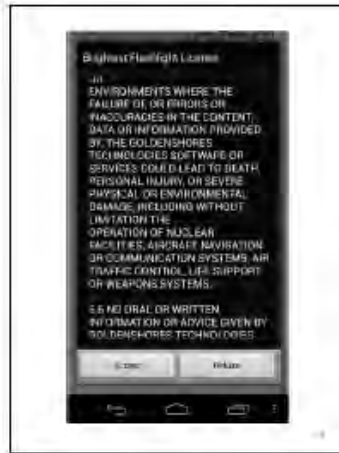 Brightest Flashlight License
ENVIRONMENTS WHERE THE
FAILURE OF, OR ERRORS OR
INACCURACIES IN THE CONTENT,
DATA OR INFORMATION PROVIDED
BY, THE GOLDENSHORES
TECHNOLOGIES SOFTWARE OR
SERVICES COULD LEAD TO DEATH,
PERSONAL INJURY, OR SEVERE
PHYSICAL OR ENVIRONMENTAL
DAMAGE, INCLUDING WITHOUT
LIMITATION THE
OPERATION OF NUCLEAR
FACILITIES, AIRCRAFT NAVIGATION
OR COMMUNICATION SYSTEMS, AIR
TRAFFIC CONTROL, LIFE SUPPORT
OR WEAPONS SYSTEMS.
5.6 NO ORAL OR WRITTEN
INFORMATION OR ADVICE GIVEN BY
GOLDENSHORES TECHNOLOGIES
Accept
Refuse